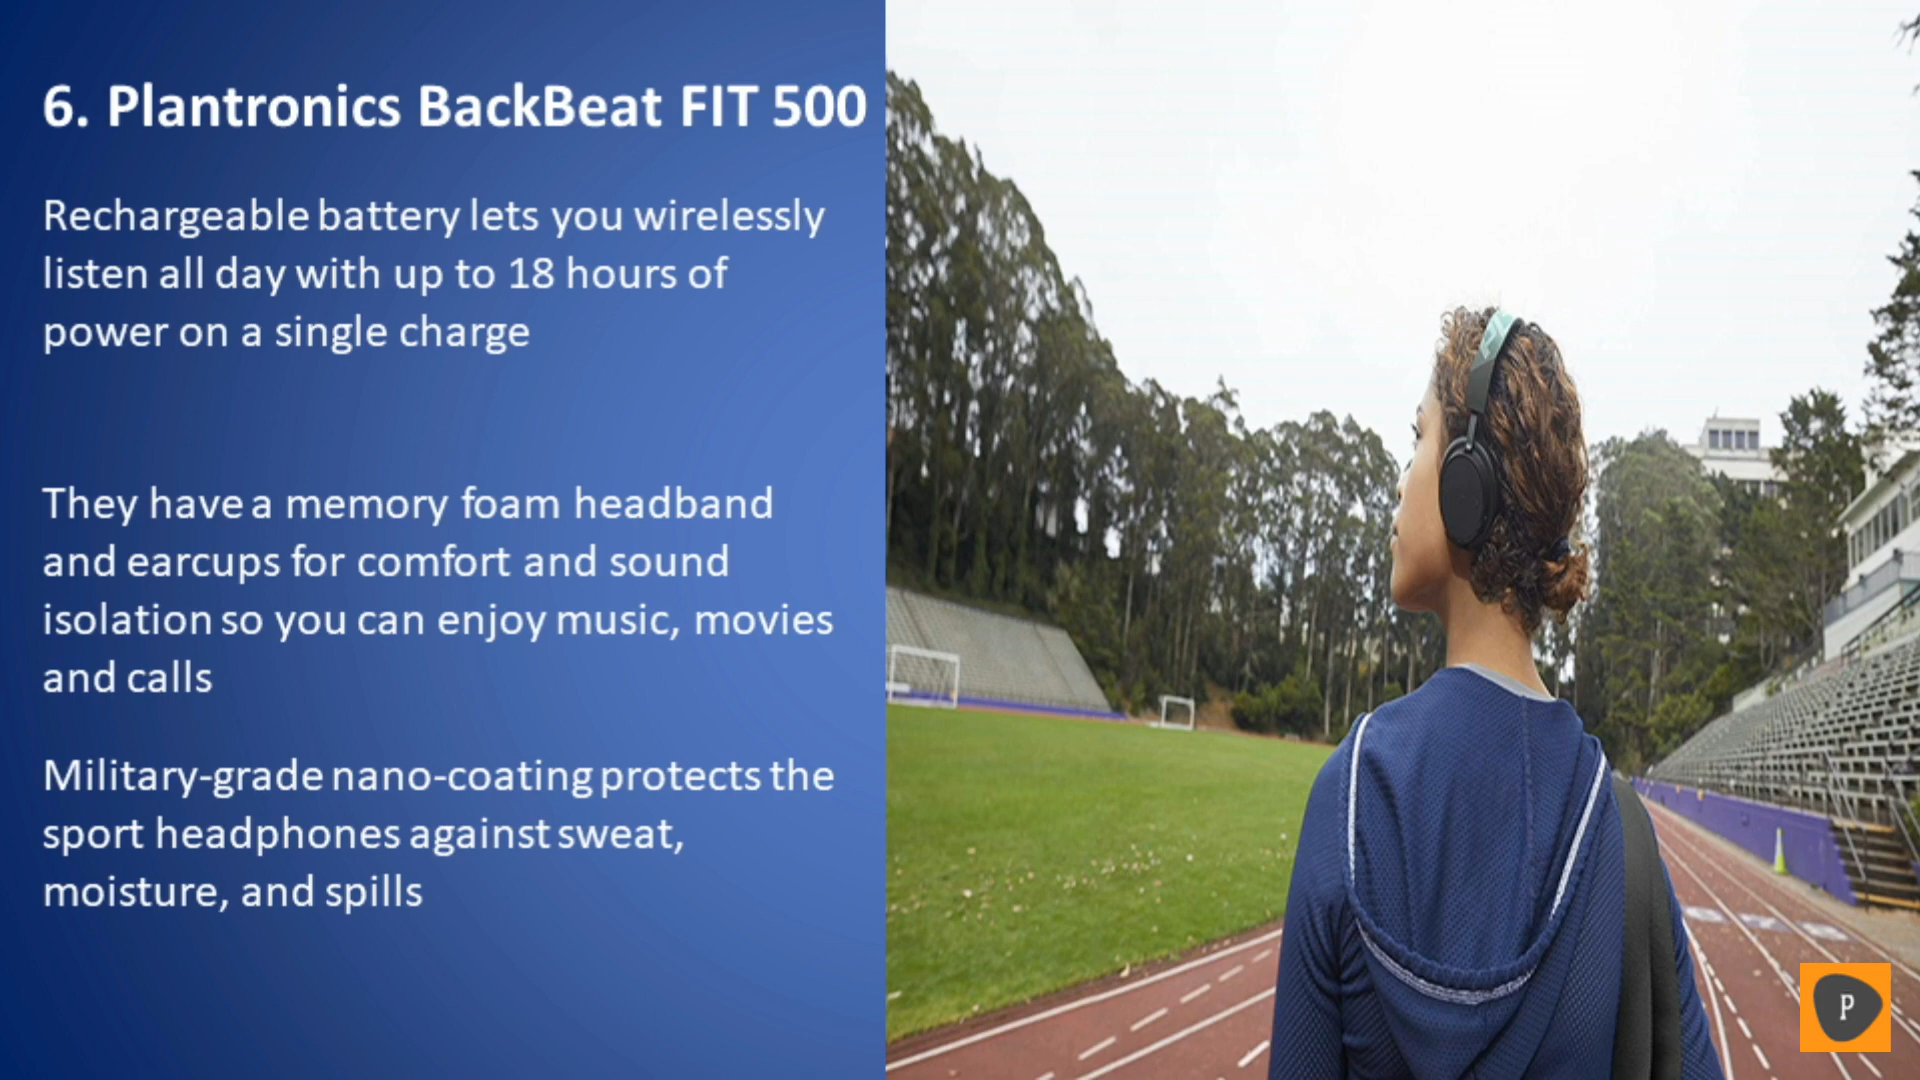 6. Plantronics BackBeat FIT 500
Rechargeable battery lets you wirelessly
listen all day with up to 18 hours of
power on a single charge
They have a memory foam headband
and earcups for comfort and sound
isolation so you can enjoy music, movies
and calls
Military-grade nano-coating protects the
sport headphones against sweat,
moisture, and spills
P